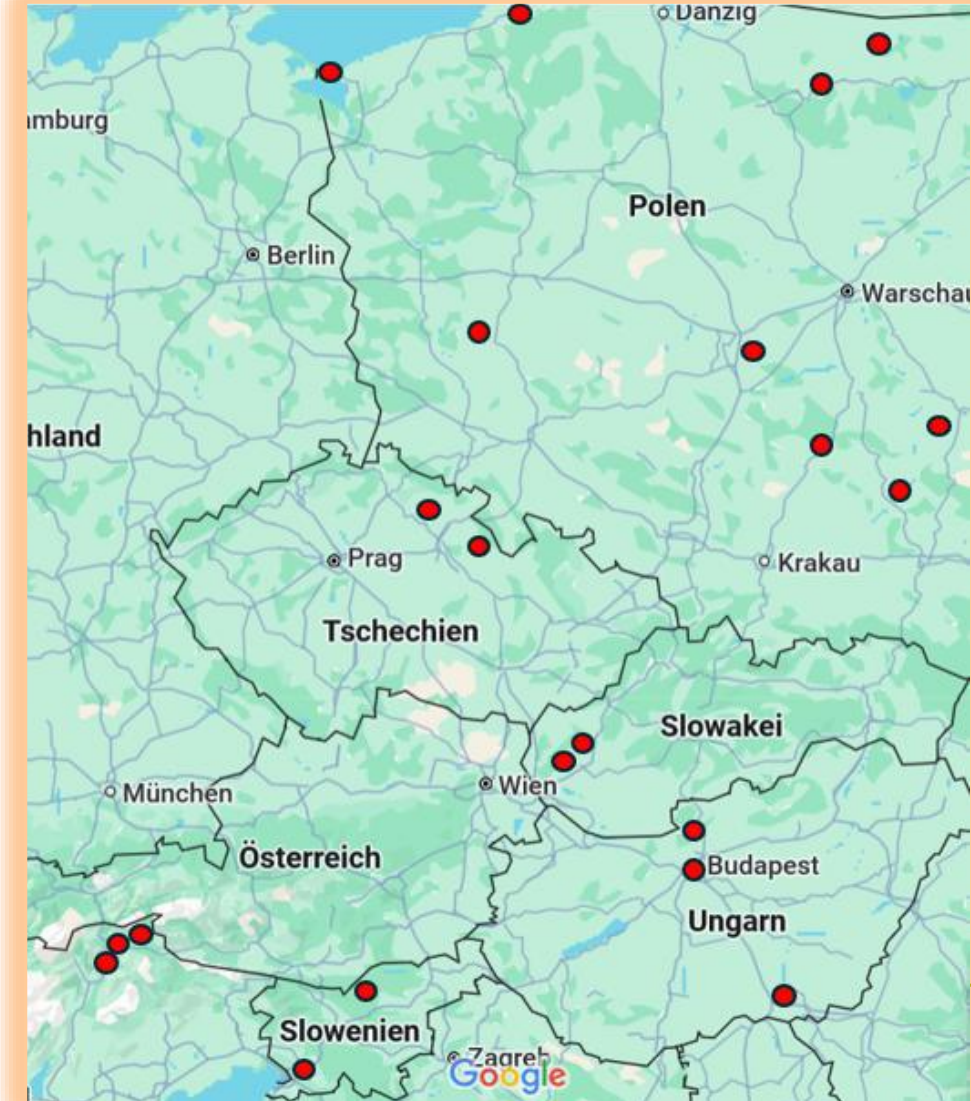 Danzig
amburg
Polen
Berlin
Warschau
hland
Prag
Krakau
Tschechien
Slowakei
München
Wien
Österreich
Budapest
Ungarn
Slowenien
Zagreb
Google